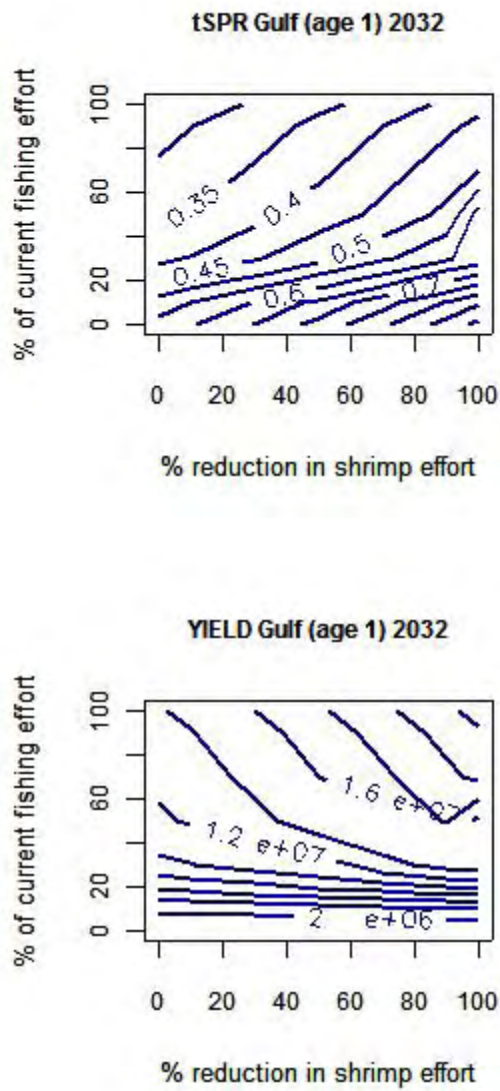 tSPR Gulf (age 1) 2032
% of current fishing effort
100
60
20
0
0.35
0.4
0.45
0.5
0.6
0.7
0 20 40 60 80 100
% reduction in shrimp effort
YIELD Gulf (age 1) 2032
% of current fishing effort
100
60
20
0
1.6 e+07
1.2 e+07
2 e+06
0 20 40 60 80 100
% reduction in shrimp effort